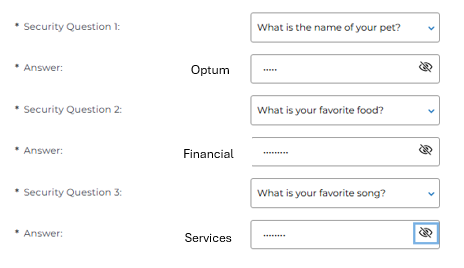 * Security Question 1: What is the name of your pet?
* Answer: Optum •••••
* Security Question 2: What is your favorite food?
* Answer: Financial •••••••••
* Security Question 3: What is your favorite song?
* Answer: Services ••••••••